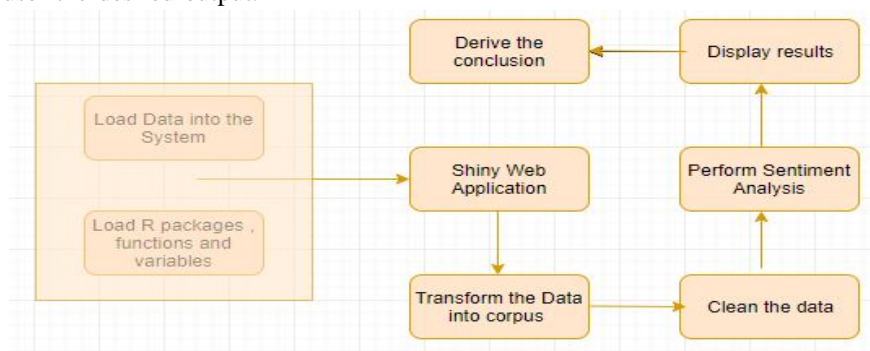 Load Data into the
System
Load R packages ,
functions and
variables
Shiny Web
Application
Transform the Data
into corpus
Clean the data
Perform Sentiment
Analysis
Display results
Derive the
conclusion